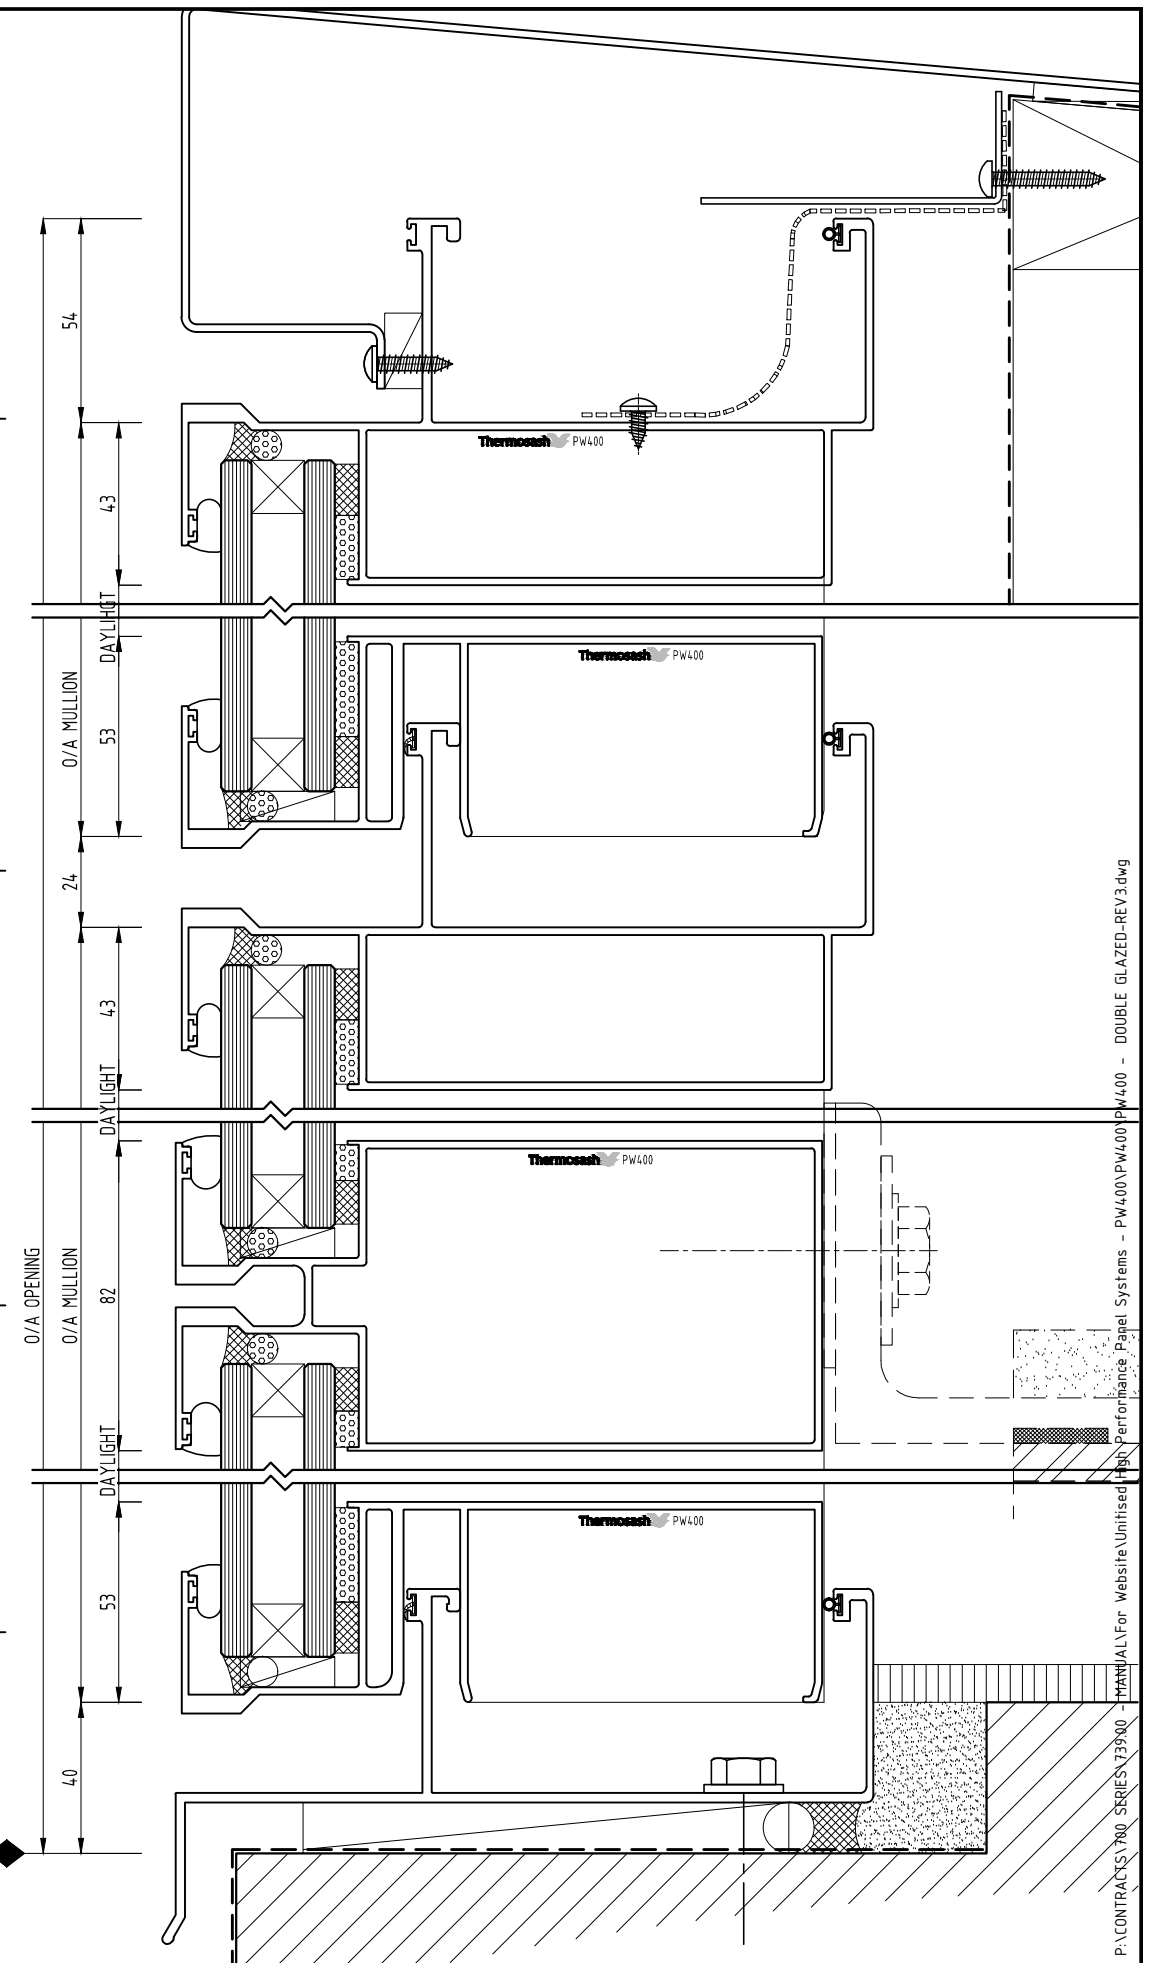 54
Thermosash PW400
43
DAYLIHGT
O/A MULLION
Thermosash PW400
53
24
43
DAYLIGHT
Thermosash PW400
O/A OPENING
O/A MULLION
82
DAYLIGHT
Thermosash PW400
53
40
P:\CONTRACTS\700 SERIES\739.00 - MANUAL\For Website\Unitised High Performance Panel Systems - PW400\PW400\PW400 - DOUBLE GLAZED-REV3.dwg